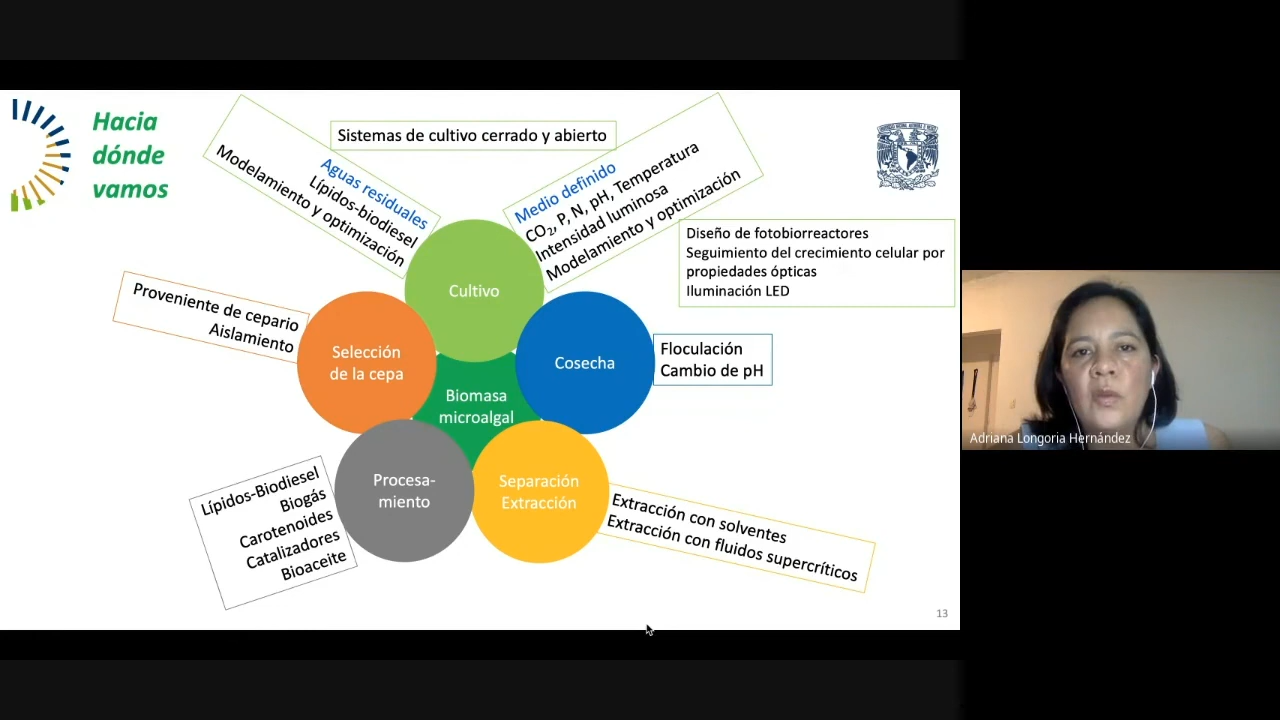 Hacia
dónde
vamos
Sistemas de cultivo cerrado y abierto
Aguas residuales
Lípidos-biodiesel
Modelamiento y optimización
Medio definido
CO₂, P, N, pH, Temperatura
Intensidad luminosa
Modelamiento y optimización
Diseño de fotobiorreactores
Seguimiento del crecimiento celular por
propiedades ópticas
Iluminación LED
Cultivo
Proveniente de cepario
Aislamiento
Selección
de la cepa
Cosecha
Floculación
Cambio de pH
Biomasa
microalgal
Procesa-
miento
Separación
Extracción
Lípidos-Biodiesel
Biogás
Carotenoides
Catalizadores
Bioaceite
Extracción con solventes
Extracción con fluidos supercríticos
13
Adriana Longoria Hernández